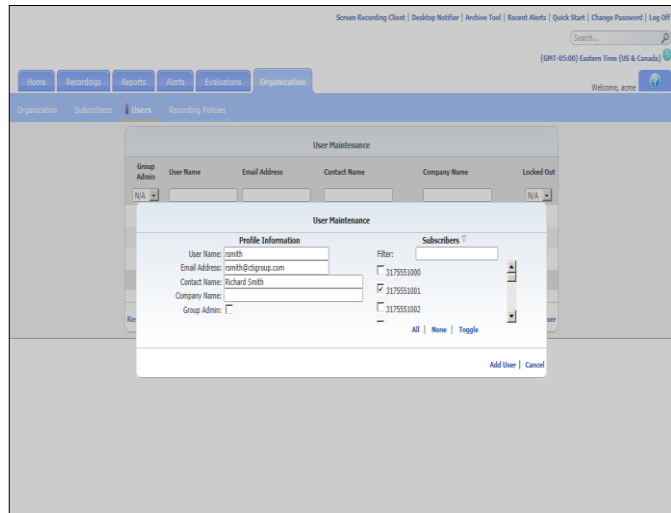 Screen Recording Client | Desktop Notifier | Archive Tool | Recent Alerts | Quick Start | Change Password | Log Off
Search...
(GMT-05:00) Eastern Time (US & Canada)
Home Recordings Reports Alerts Evaluations Organization
Welcome, acme
Organization Subscribers Users Recording Policies
User Maintenance
Group Admin User Name Email Address Contact Name Company Name Locked Out
N/A N/A
User Maintenance
Profile Information
User Name: rsmith
Email Address: rsmith@ctigroup.com
Contact Name: Richard Smith
Company Name:
Group Admin:
Subscribers
Filter:
3175551000
3175551001
3175551002
All | None | Toggle
Add User | Cancel